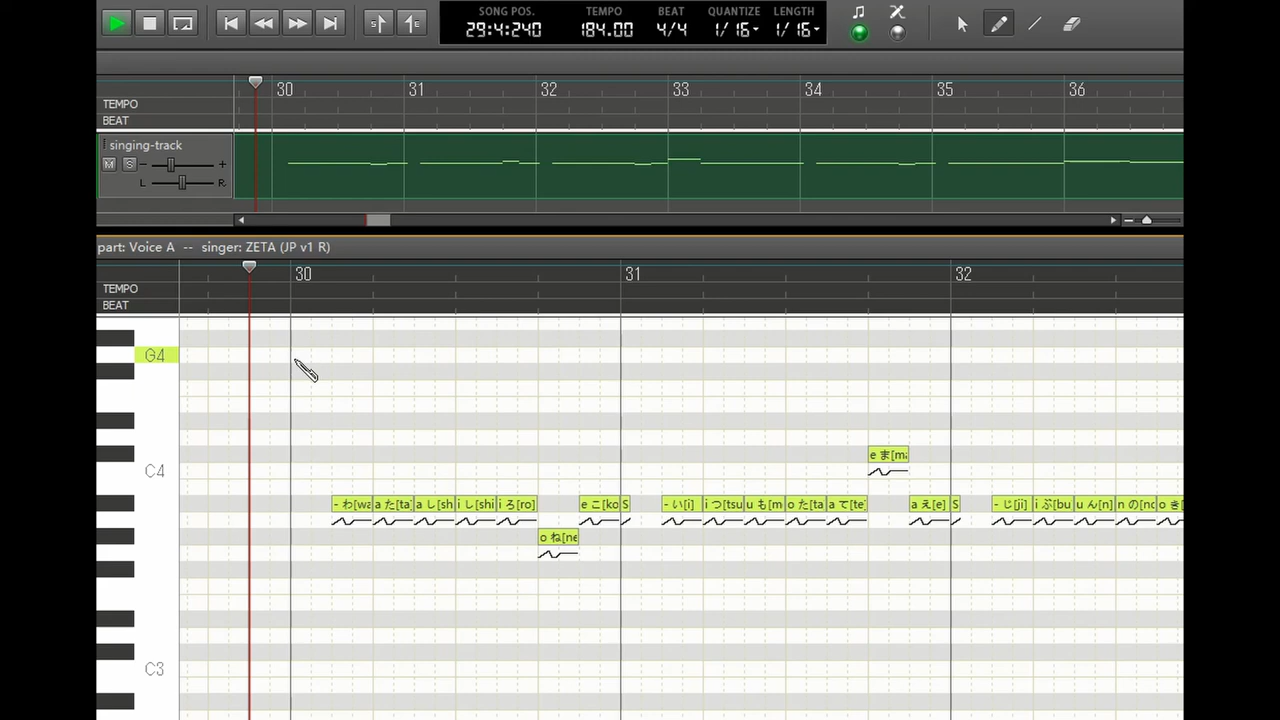 SONG POS. TEMPO BEAT QUANTIZE LENGTH
29:4:240 184.00 4/4 1/16 1/16
30 31 32 33 34 35 36
TEMPO
BEAT
singing-track
M S - +
L R
part: Voice A -- singer: ZETA (JP v1 R)
30 31 32
TEMPO
BEAT
G4
e ま[ma
C4
- わ[wa a た[ta] a し[sh i し[shi i ろ[ro] e こ[ko S - い[i] i つ[tsu u も[m o た[ta a て[te] a え[e] S - じ[ji] i ぶ[bu u ん[n] n の[no o き[
o ね[ne
C3